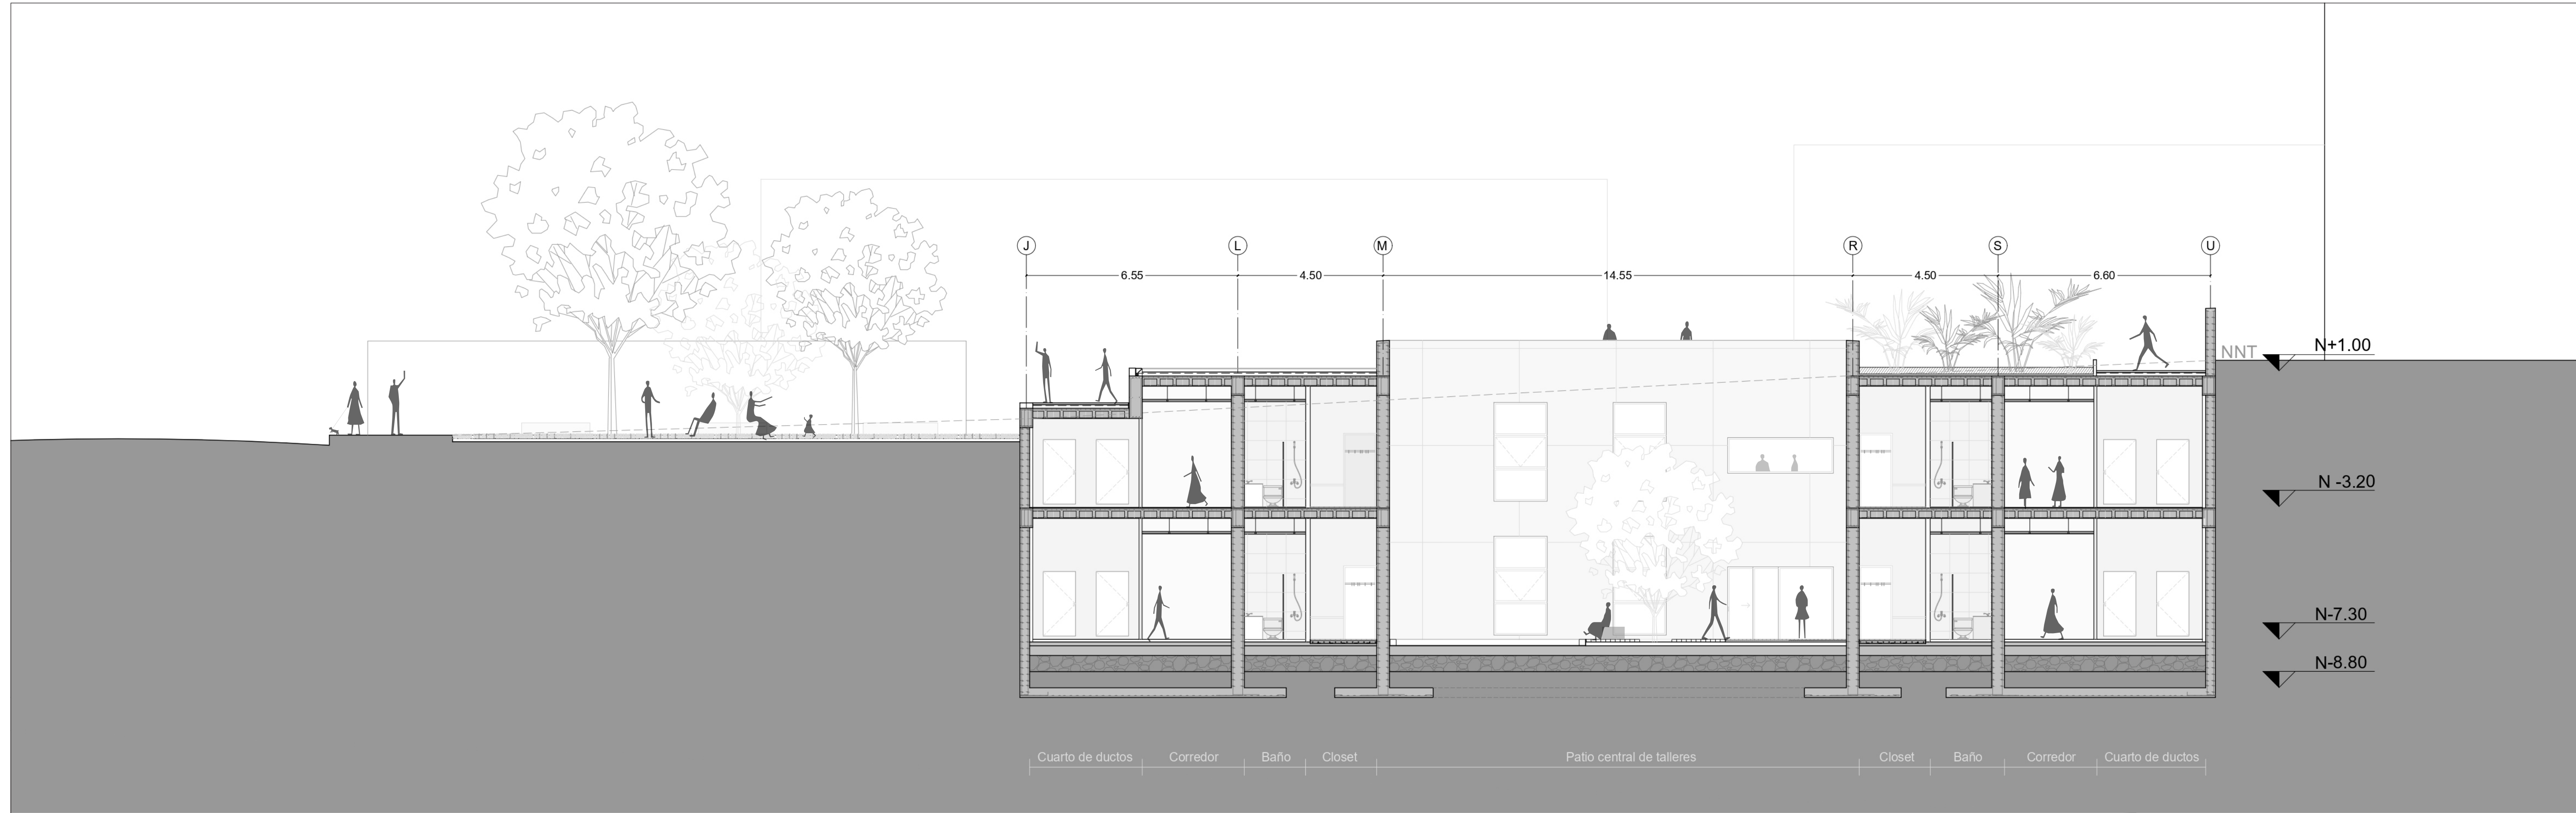 J L M R S U
6.55 4.50 14.55 4.50 6.60
NNT N+1.00
N -3.20
N-7.30
N-8.80
Cuarto de ductos Corredor Baño Closet Patio central de talleres Closet Baño Corredor Cuarto de ductos